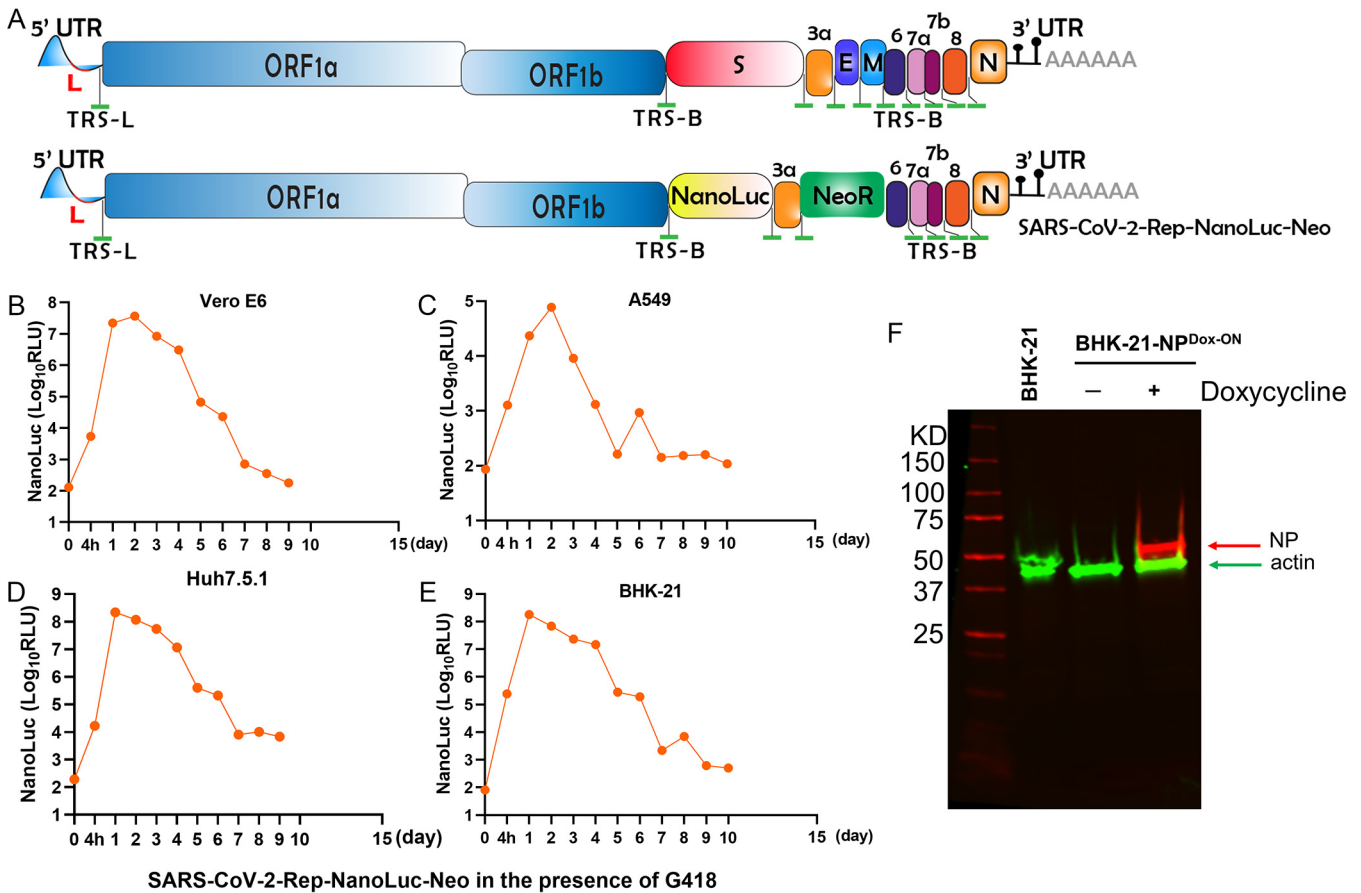 A
5' UTR
L
TRS-L
ORF1a
ORF1b
TRS-B
S
3a
E
M
6
7a
7b
8
N
TRS-B
3' UTR
AAAAAA
5' UTR
L
TRS-L
ORF1a
ORF1b
TRS-B
NanoLuc
3a
NeoR
6
7a
7b
8
N
TRS-B
3' UTR
AAAAAA
SARS-CoV-2-Rep-NanoLuc-Neo
B
Vero E6
NanoLuc (Log10RLU)
8
7
6
5
4
3
2
1
0 4h 1 2 3 4 5 6 7 8 9 10 15 (day)
C
A549
NanoLuc (Log10RLU)
5
4
3
2
1
0 4h 1 2 3 4 5 6 7 8 9 10 15 (day)
D
Huh7.5.1
NanoLuc (Log10RLU)
9
8
7
6
5
4
3
2
1
0 4h 1 2 3 4 5 6 7 8 9 10 15 (day)
E
BHK-21
NanoLuc (Log10RLU)
9
8
7
6
5
4
3
2
1
0 4h 1 2 3 4 5 6 7 8 9 10 15 (day)
SARS-CoV-2-Rep-NanoLuc-Neo in the presence of G418
F
BHK-21
BHK-21-NPDox-ON
— + Doxycycline
KD
150
100
75
50
37
25
NP
actin